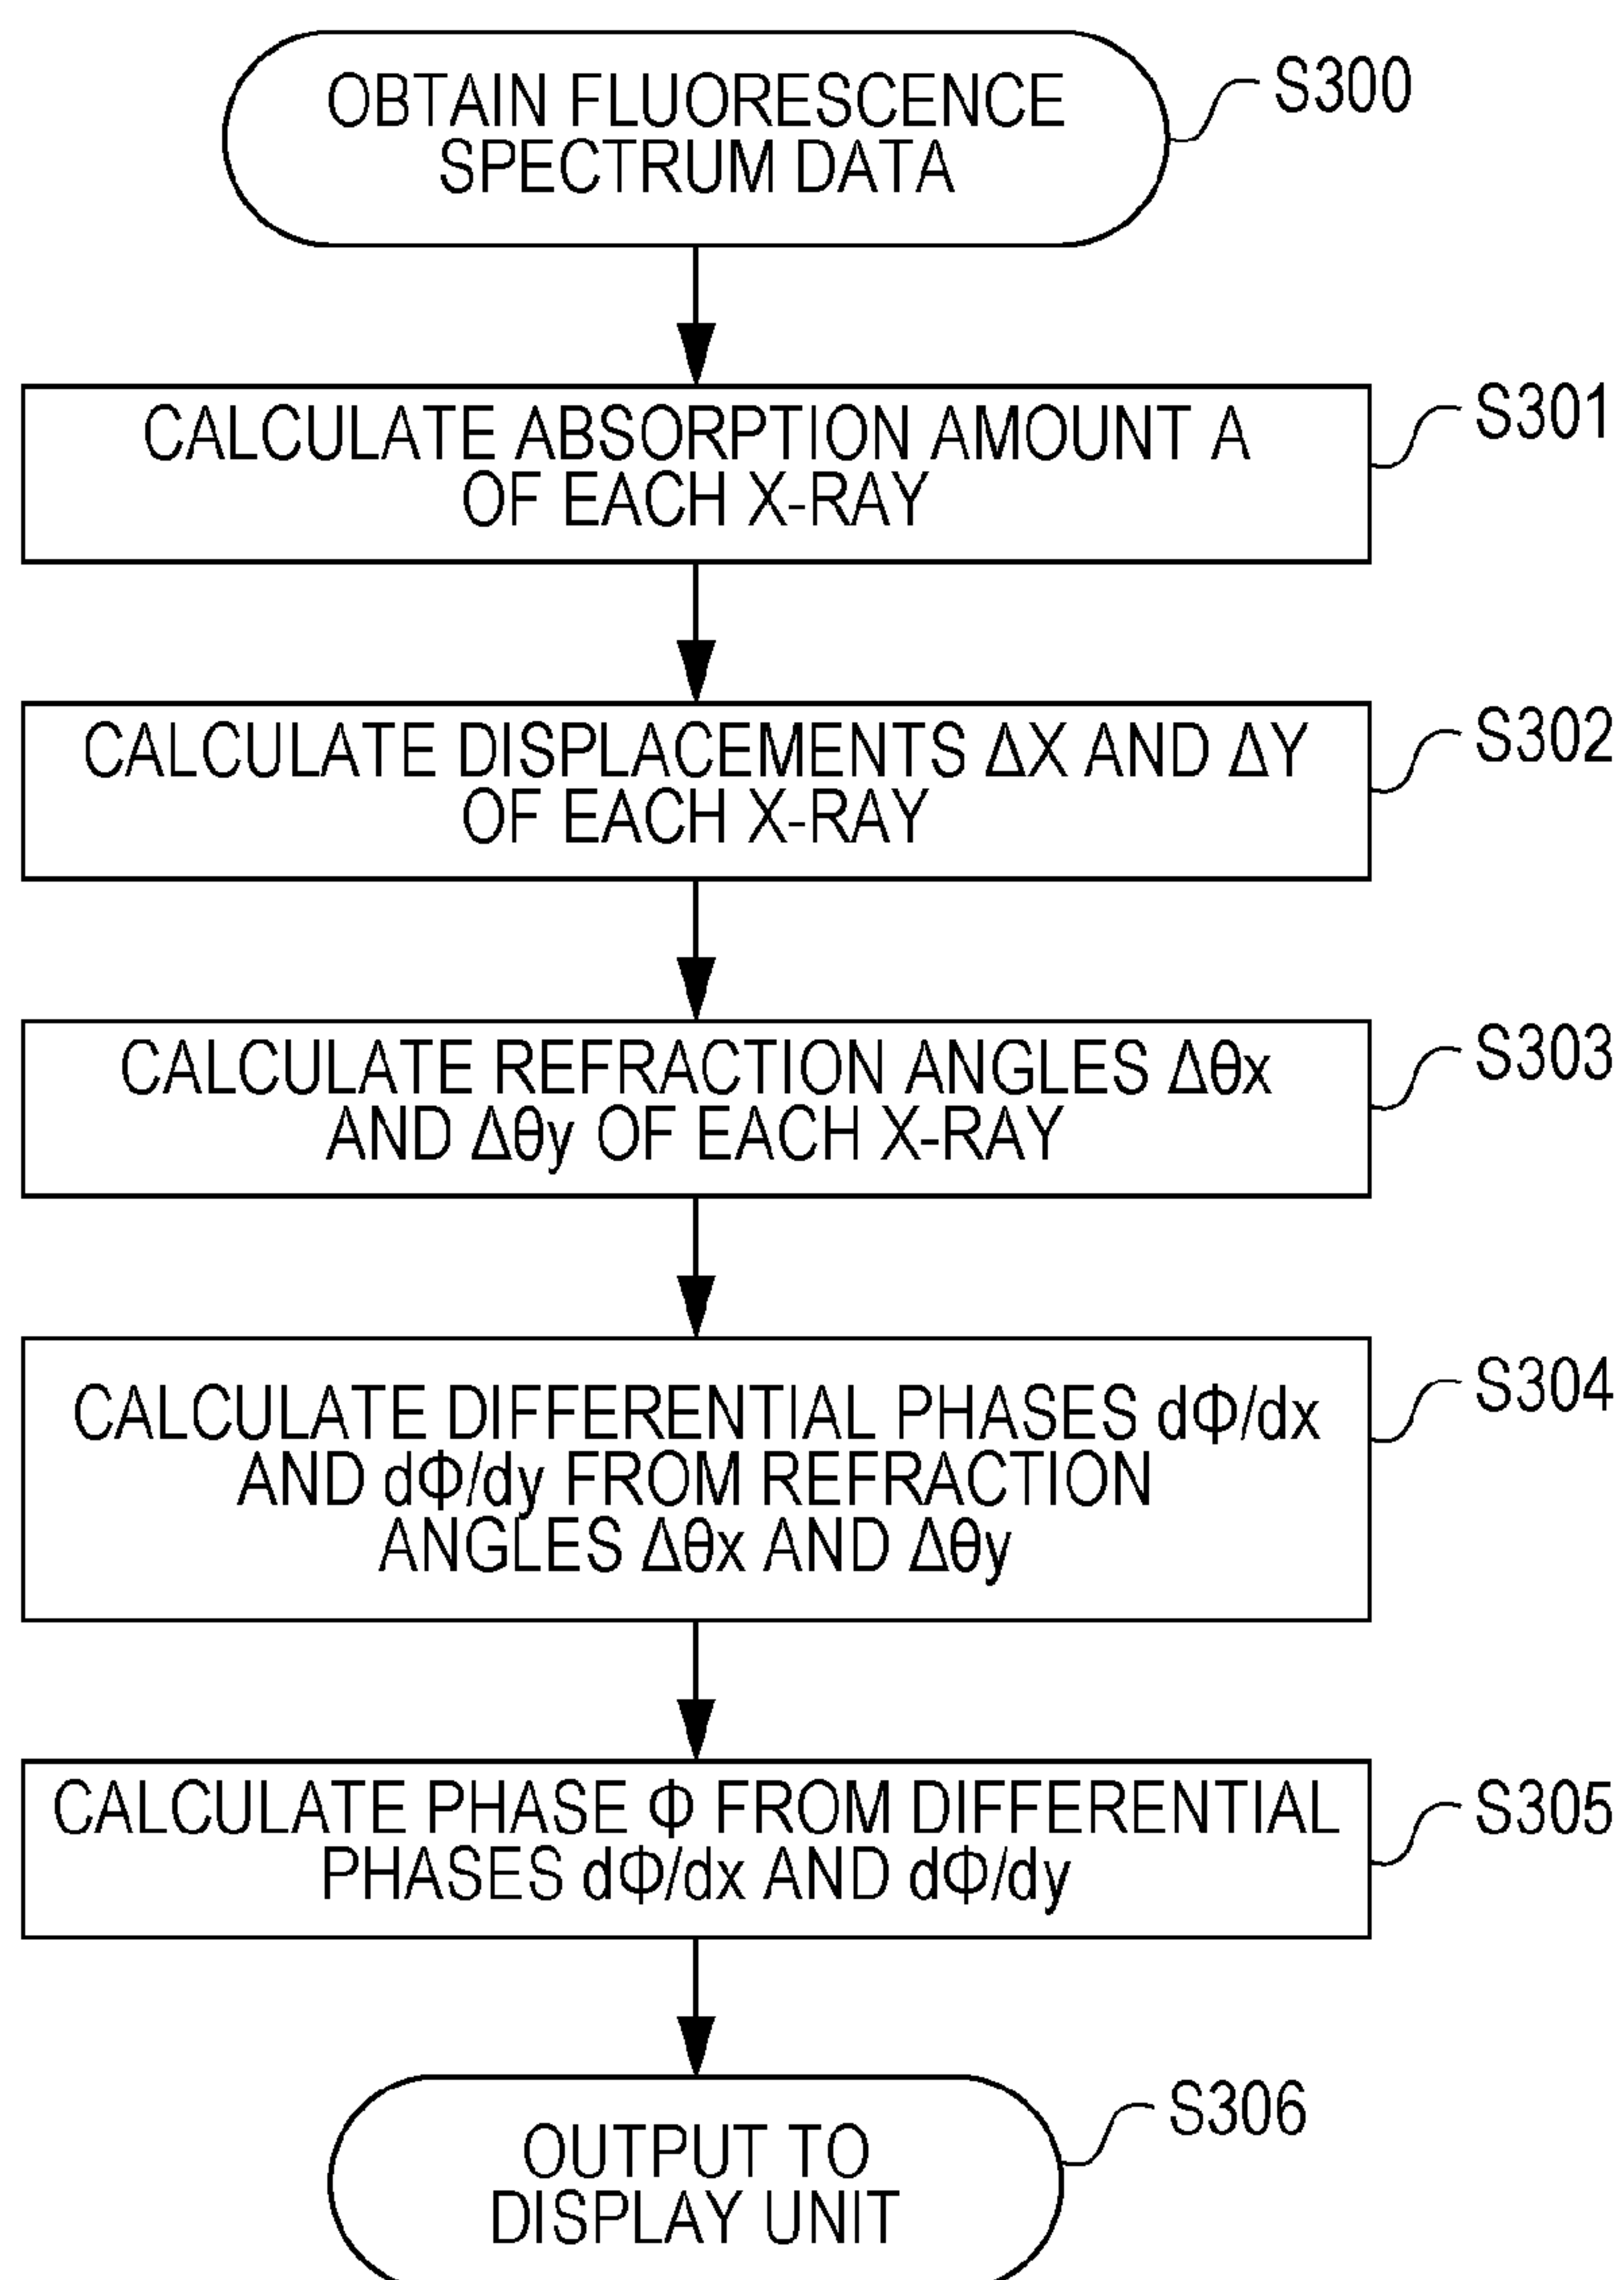 OBTAIN FLUORESCENCE
SPECTRUM DATA
S300
CALCULATE ABSORPTION AMOUNT A
OF EACH X-RAY
S301
CALCULATE DISPLACEMENTS ΔX AND ΔY
OF EACH X-RAY
S302
CALCULATE REFRACTION ANGLES Δθx
AND Δθy OF EACH X-RAY
S303
CALCULATE DIFFERENTIAL PHASES dΦ/dx
AND dΦ/dy FROM REFRACTION
ANGLES Δθx AND Δθy
S304
CALCULATE PHASE Φ FROM DIFFERENTIAL
PHASES dΦ/dx AND dΦ/dy
S305
OUTPUT TO
DISPLAY UNIT
S306